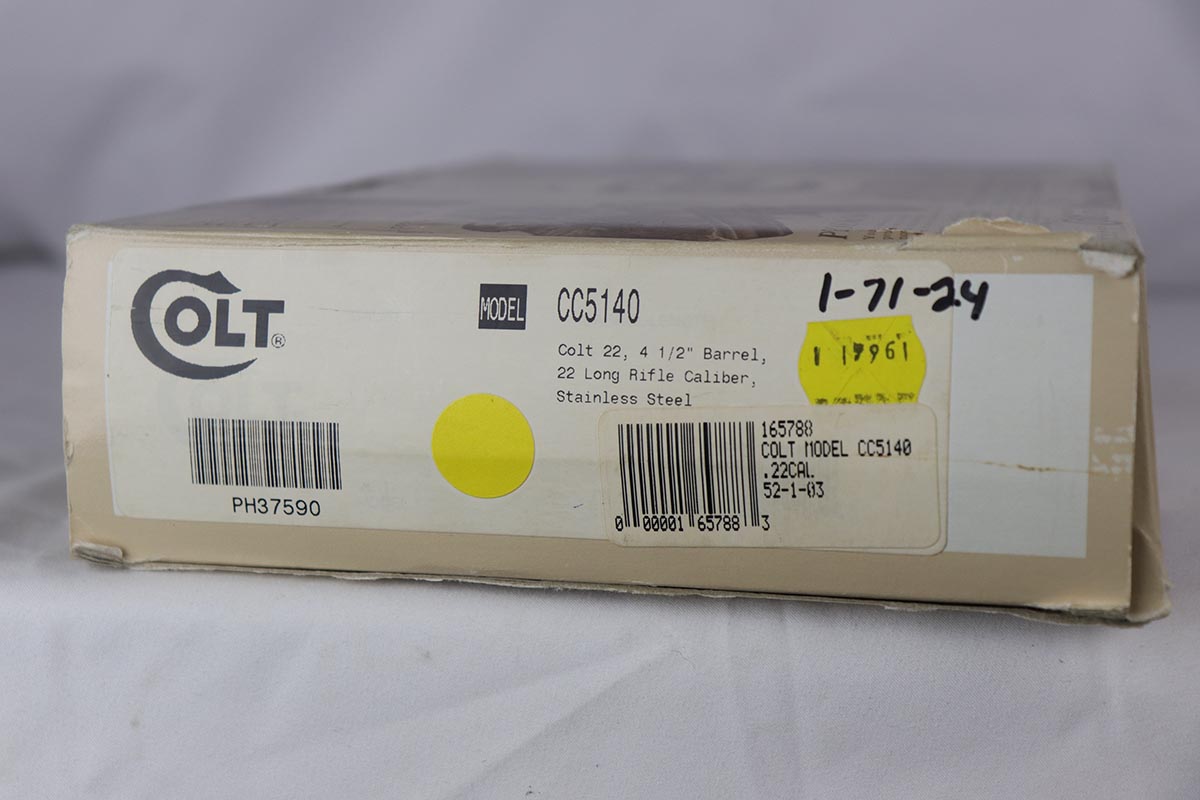 COLT®
MODEL CC5140
Colt 22, 4 1/2" Barrel,
22 Long Rifle Caliber,
Stainless Steel
1-71-24
PH37590
165788
COLT MODEL CC5140
.22CAL
52-1-03
0 00001 65788 3